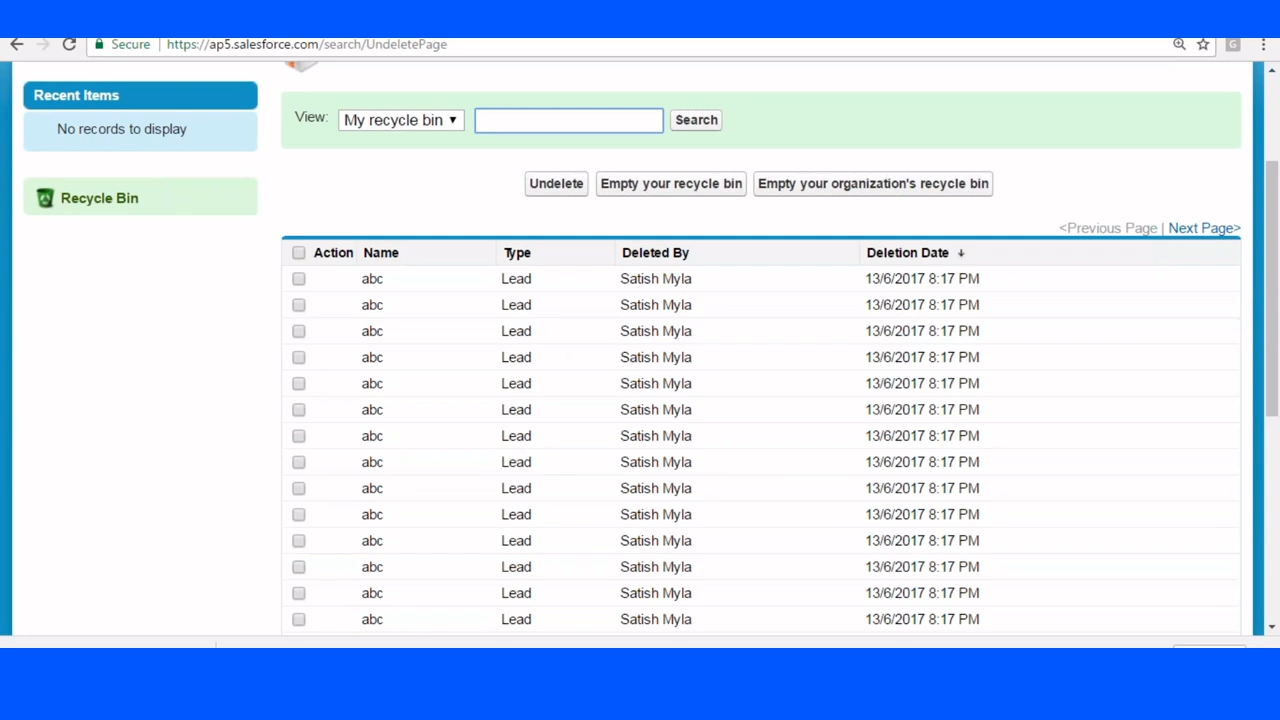 Secure | https://ap5.salesforce.com/search/UndeletePage
G
Recent Items
No records to display
Recycle Bin
View: My recycle bin ▼ Search
Undelete Empty your recycle bin Empty your organization's recycle bin
<Previous Page | Next Page>
Action Name Type Deleted By Deletion Date
abc Lead Satish Myla 13/6/2017 8:17 PM
abc Lead Satish Myla 13/6/2017 8:17 PM
abc Lead Satish Myla 13/6/2017 8:17 PM
abc Lead Satish Myla 13/6/2017 8:17 PM
abc Lead Satish Myla 13/6/2017 8:17 PM
abc Lead Satish Myla 13/6/2017 8:17 PM
abc Lead Satish Myla 13/6/2017 8:17 PM
abc Lead Satish Myla 13/6/2017 8:17 PM
abc Lead Satish Myla 13/6/2017 8:17 PM
abc Lead Satish Myla 13/6/2017 8:17 PM
abc Lead Satish Myla 13/6/2017 8:17 PM
abc Lead Satish Myla 13/6/2017 8:17 PM
abc Lead Satish Myla 13/6/2017 8:17 PM
abc Lead Satish Myla 13/6/2017 8:17 PM